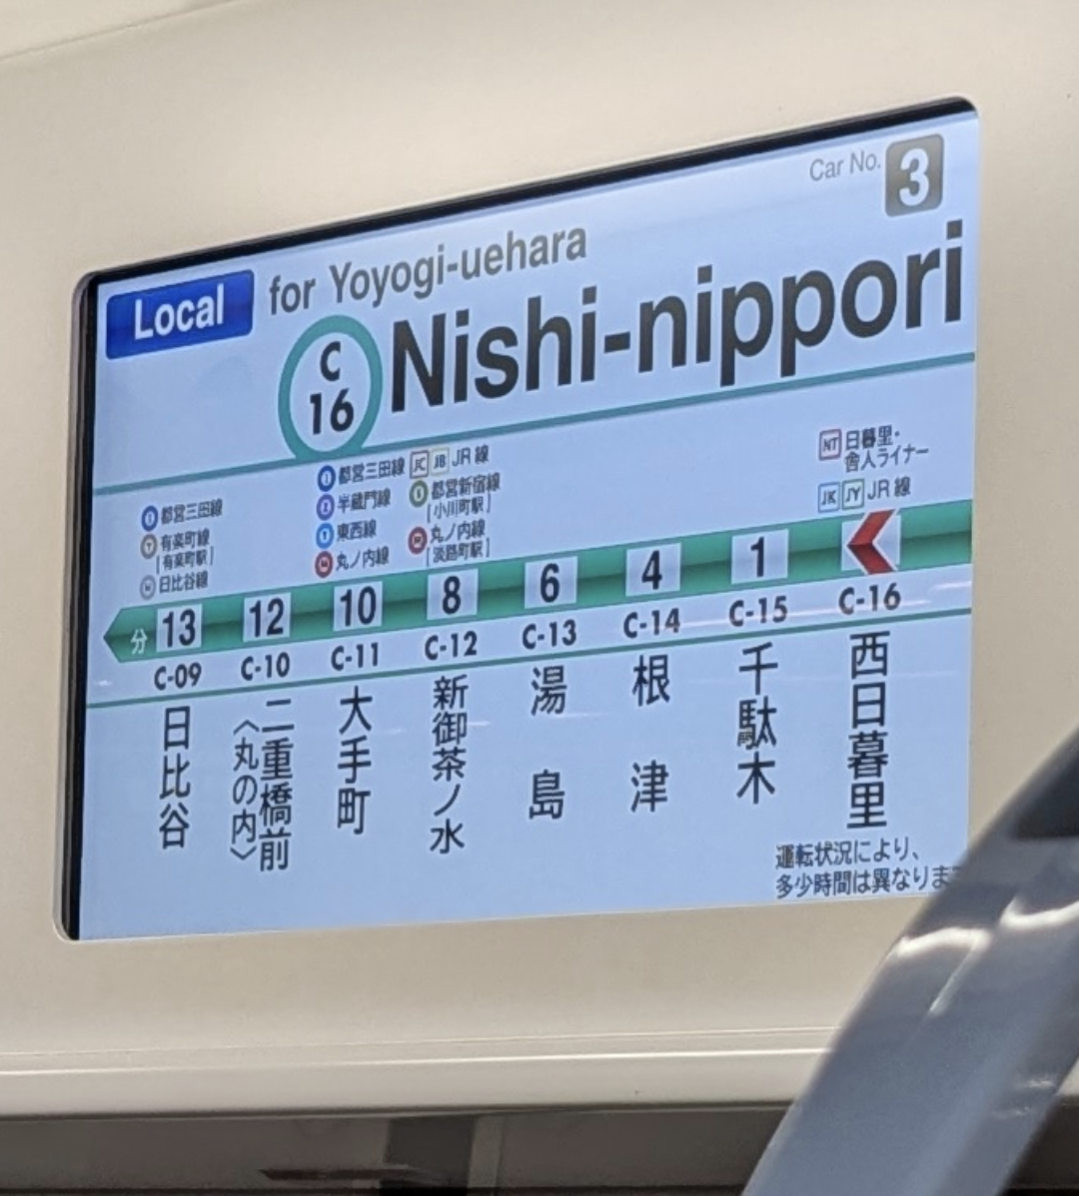 Car No. 3
Local for Yoyogi-uehara
C 16 Nishi-nippori
都営三田線
有楽町線
[有楽町駅]
日比谷線
都営三田線
半蔵門線
東西線
丸ノ内線
JC JB JR線
都営新宿線
[小川町駅]
丸ノ内線
[淡路町駅]
NT 日暮里・
舎人ライナー
JK JY JR線
分 13 12 10 8 6 4 1
C-09 C-10 C-11 C-12 C-13 C-14 C-15 C-16
日比谷
二重橋前
〈丸の内〉
大手町
新御茶ノ水
湯島
根津
千駄木
西日暮里
運転状況により、
多少時間は異なりま